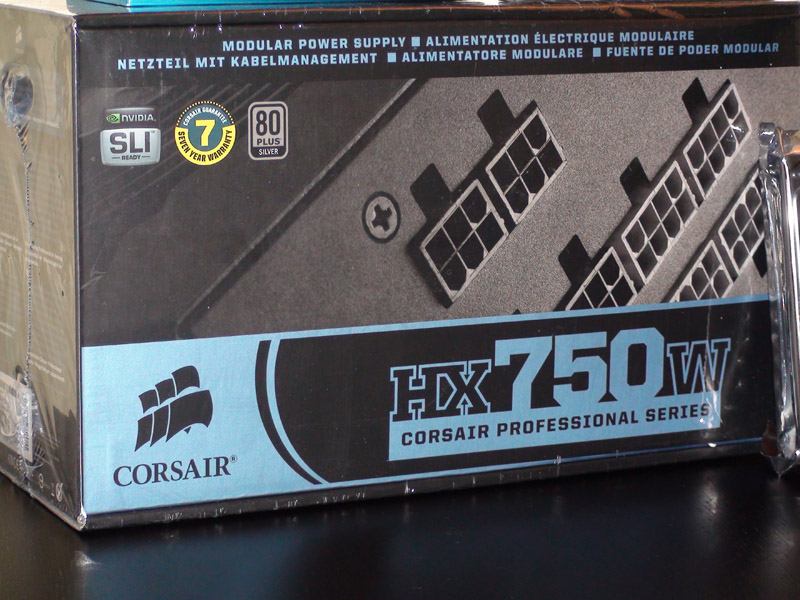 MODULAR POWER SUPPLY ■ ALIMENTATION ÉLECTRIQUE MODULAIRE
NETZTEIL MIT KABELMANAGEMENT ■ ALIMENTATORE MODULARE ■ FUENTE DE PODER MODULAR
NVIDIA
SLI
READY
CORSAIR GUARANTEE
7
SEVEN YEAR WARRANTY
80
PLUS
SILVER
HX750W
CORSAIR PROFESSIONAL SERIES
CORSAIR®